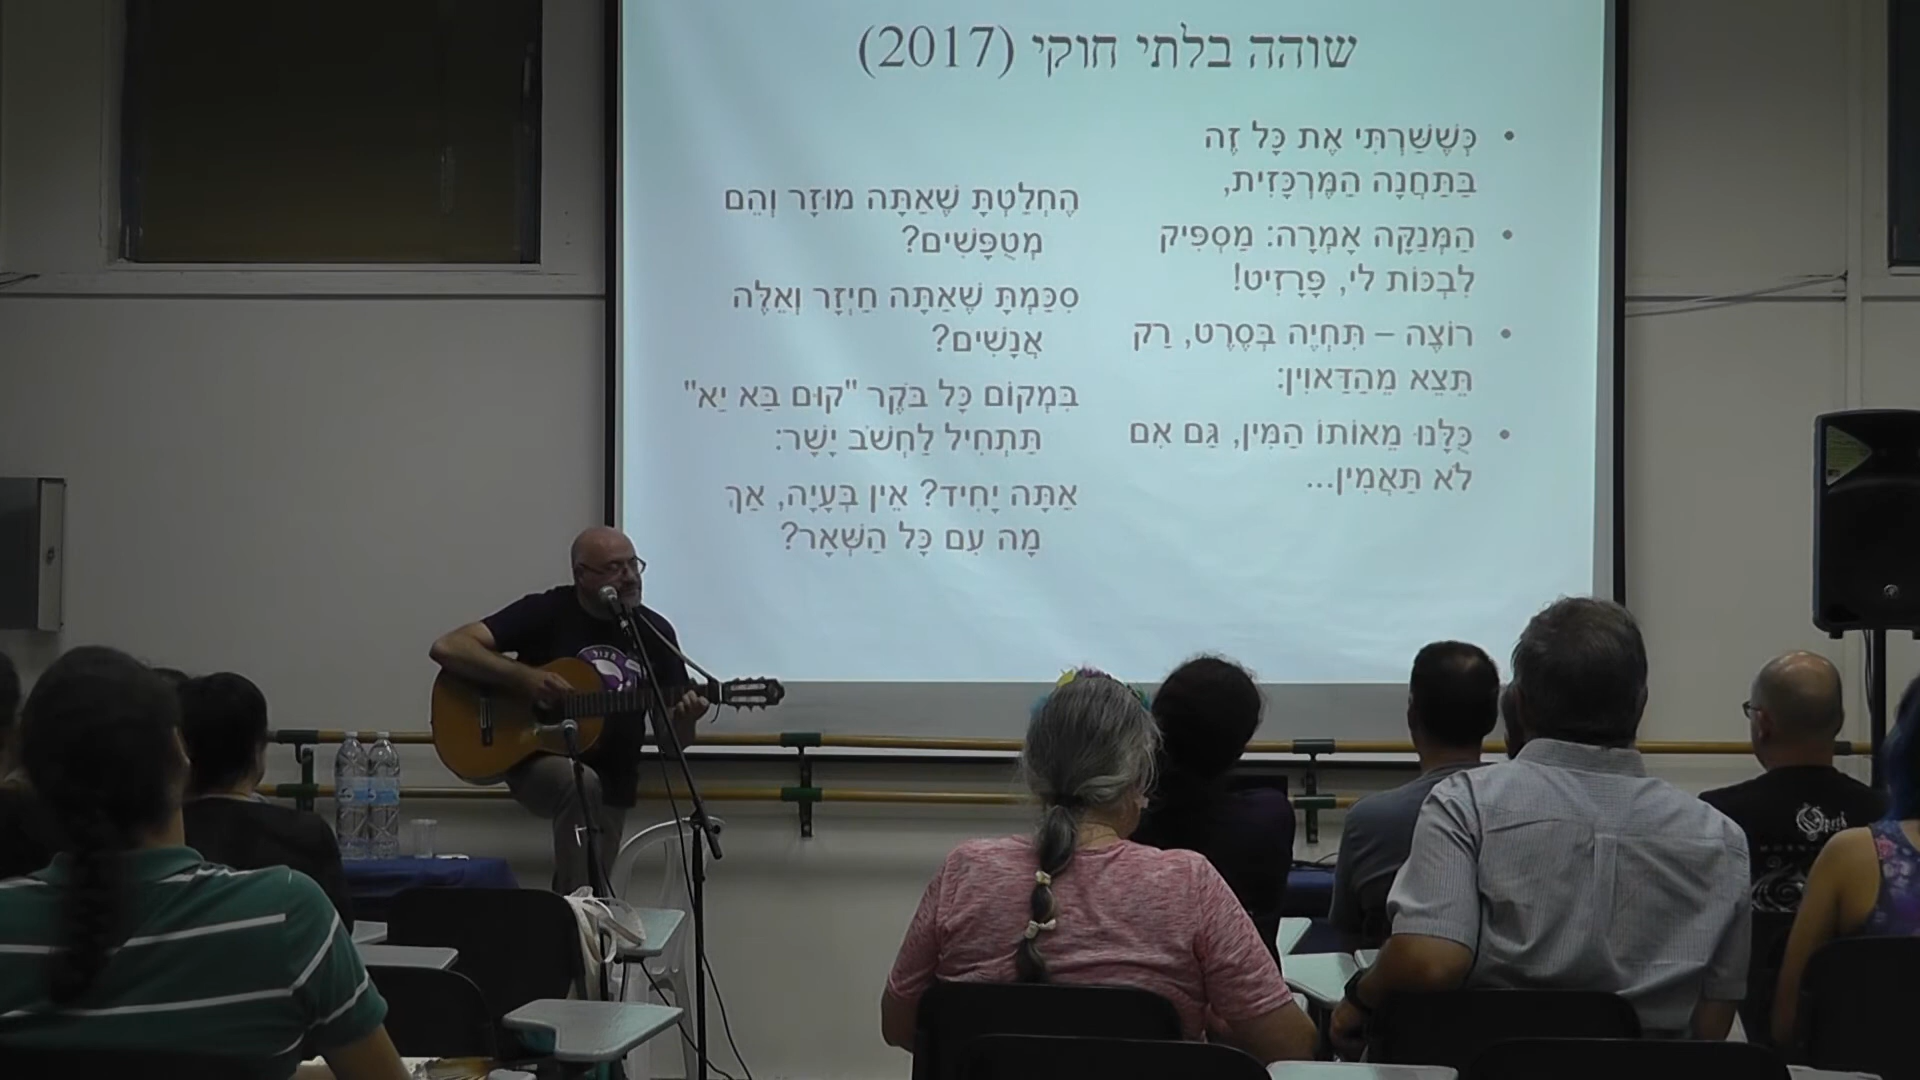 שוהה בלתי חוקי (2017)
• כְּשֶׁשַּׁרְתִּי אֶת כָּל זֶה
בַּתַּחֲנָה הַמֶּרְכָּזִית,
• הַמְּנַקָּה אָמְרָה: מַסְפִּיק
לִבְכּוֹת לִי, פָּרָזִיט!
• רוֹצֶה – תִּחְיֶה בְּסֶרֶט, רַק
תֵּצֵא מֵהַדַּאוִין:
• כֻּלָּנוּ מֵאוֹתוֹ הַמִּין, גַּם אִם
לֹא תַּאֲמִין...
הֶחְלַטְתָּ שֶׁאַתָּה מוּזָר וְהֵם
מְטֻפָּשִׁים?
סִכַּמְתָּ שֶׁאַתָּה חַיְזָר וְאֵלֶּה
אֲנָשִׁים?
בִּמְקוֹם כָּל בֹּקֶר "קוּם בַּא יַא"
תַּתְחִיל לַחְשֹׁב יָשָׁר:
אַתָּה יָחִיד? אֵין בְּעָיָה, אַךְ
מָה עִם כָּל הַשְּׁאָר?
Opeth